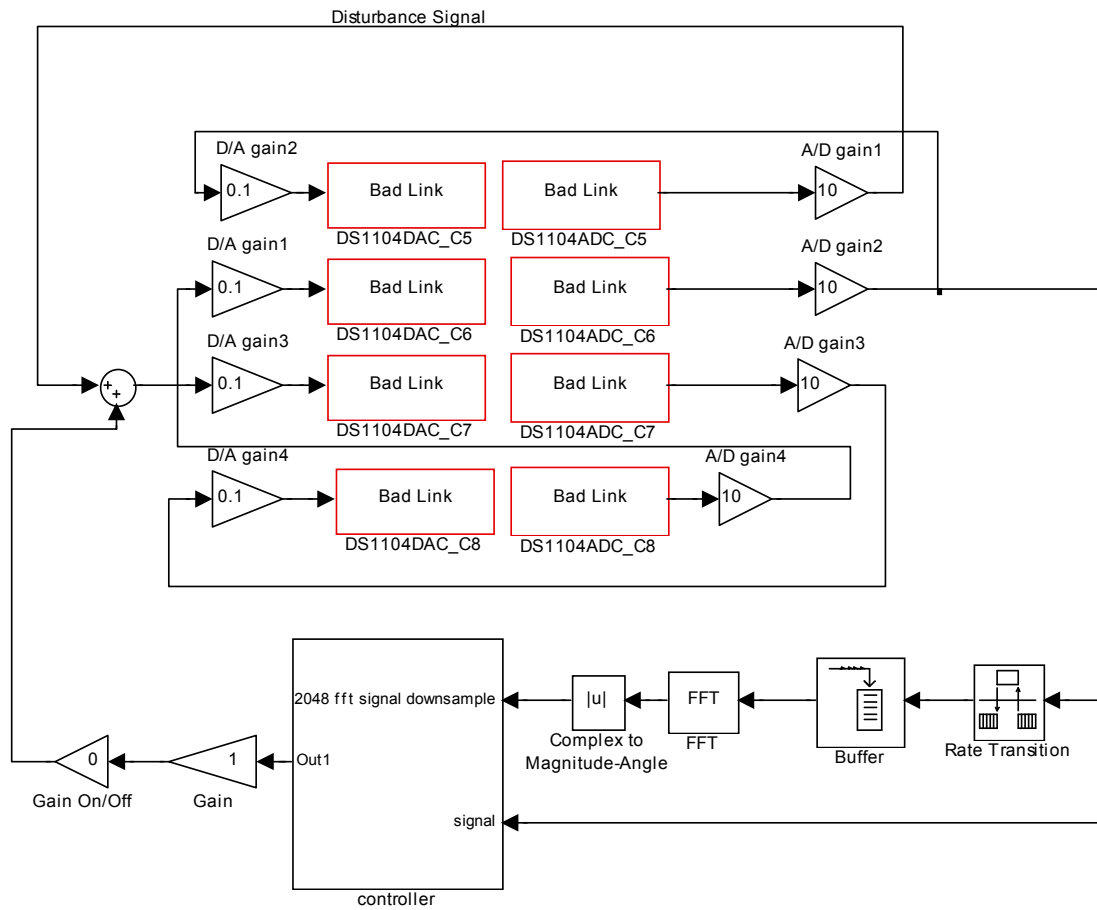 Disturbance Signal
D/A gain2
A/D gain1
0.1
Bad Link
Bad Link
10
DS1104DAC_C5
DS1104ADC_C5
D/A gain1
A/D gain2
0.1
Bad Link
Bad Link
10
DS1104DAC_C6
DS1104ADC_C6
D/A gain3
A/D gain3
0.1
Bad Link
Bad Link
10
+
+
DS1104DAC_C7
DS1104ADC_C7
D/A gain4
A/D gain4
0.1
Bad Link
Bad Link
10
DS1104DAC_C8
DS1104ADC_C8
2048 fft signal downsample
|u|
FFT
Complex to
Magnitude-Angle
FFT
Buffer
Rate Transition
0
1
Out1
Gain On/Off
Gain
signal
controller